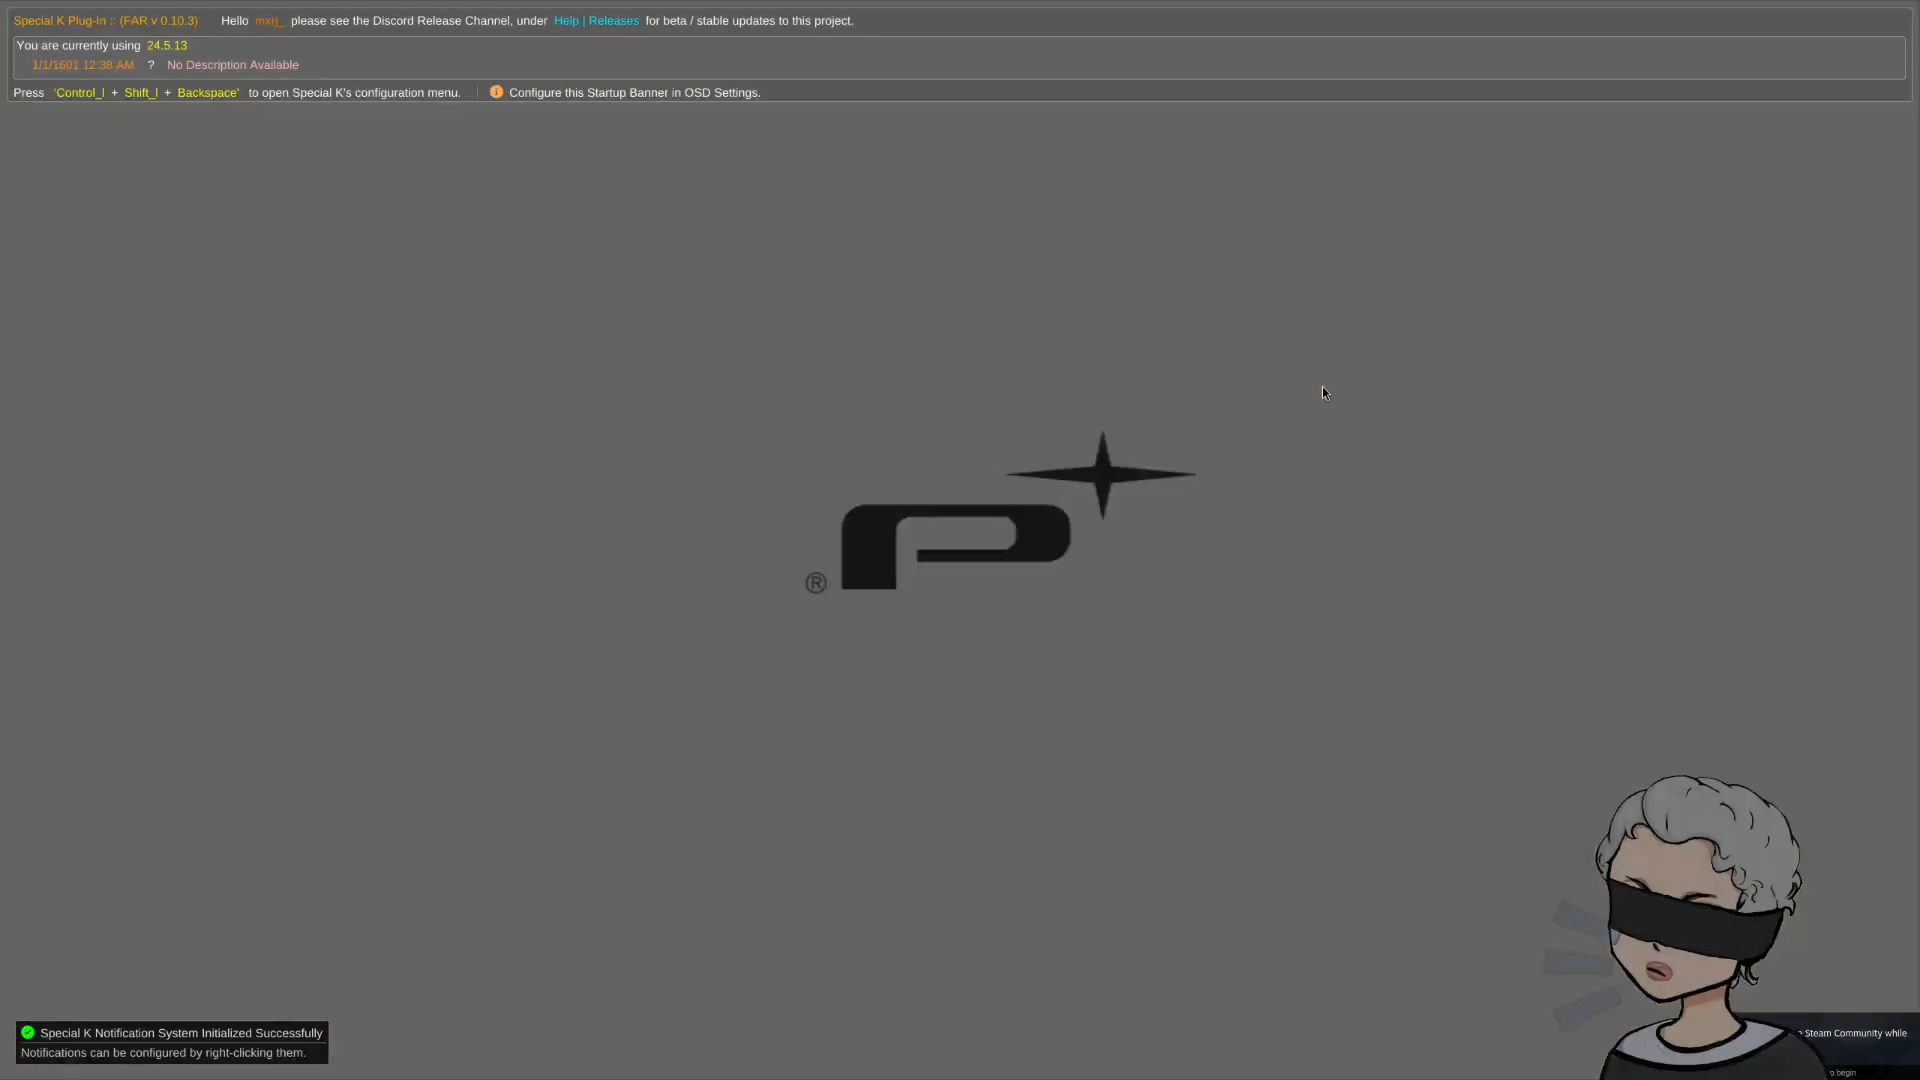 Special K Plug-In :: (FAR v 0.10.3) Hello mxrj_ please see the Discord Release Channel, under Help | Releases for beta / stable updates to this project.
You are currently using 24.5.13
1/1/1601 12:38 AM ? No Description Available
Press 'Control_l + Shift_l + Backspace' to open Special K's configuration menu. Configure this Startup Banner in OSD Settings.
P
®
Special K Notification System Initialized Successfully
Notifications can be configured by right-clicking them.
Steam Community while
o begin